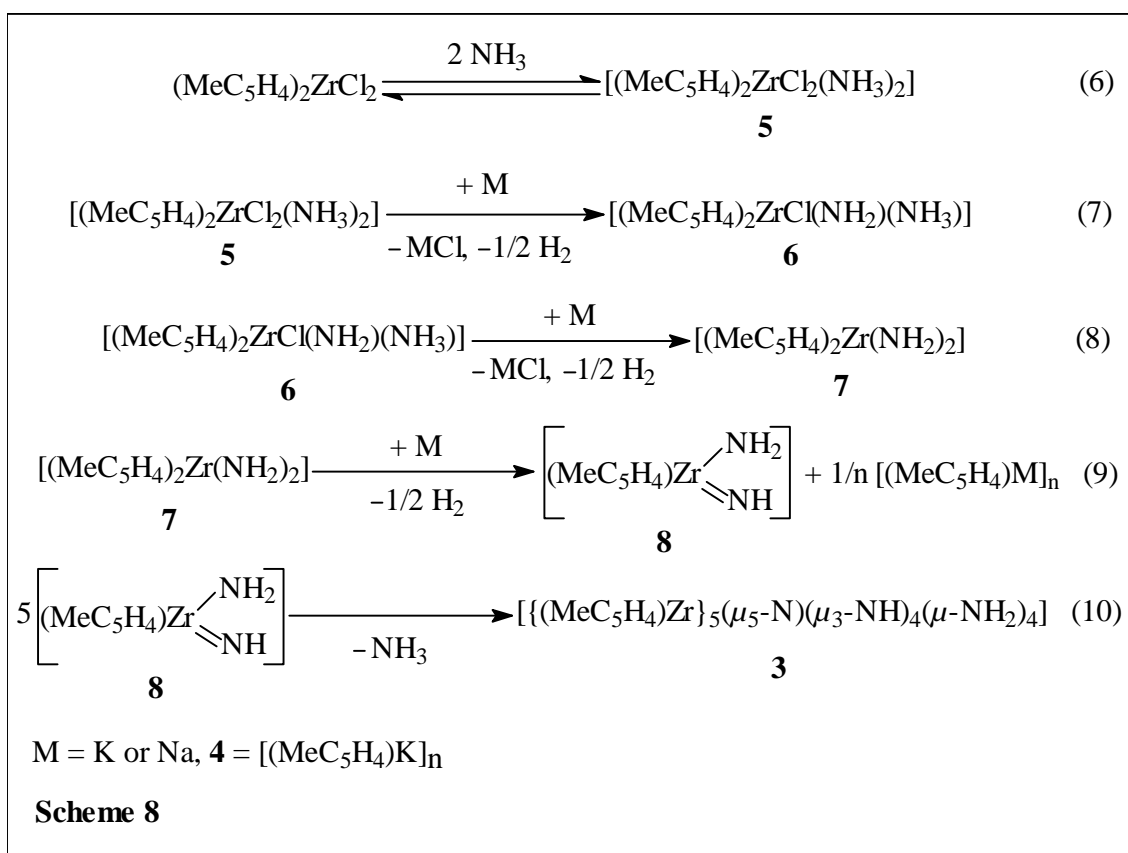 2 NH3
(MeC5H4)2ZrCl2 ⇌ [(MeC5H4)2ZrCl2(NH3)2] (6)
5
+ M
[(MeC5H4)2ZrCl2(NH3)2] → [(MeC5H4)2ZrCl(NH2)(NH3)] (7)
5 –MCl, –1/2 H2 6
+ M
[(MeC5H4)2ZrCl(NH2)(NH3)] → [(MeC5H4)2Zr(NH2)2] (8)
6 –MCl, –1/2 H2 7
+ M NH2
[(MeC5H4)2Zr(NH2)2] → [(MeC5H4)Zr + 1/n [(MeC5H4)M]n (9)
7 –1/2 H2 NH
8
NH2
5 [(MeC5H4)Zr → [{(MeC5H4)Zr}5(μ5-N)(μ3-NH)4(μ-NH2)4] (10)
NH – NH3
8 3
M = K or Na, 4 = [(MeC5H4)K]n
Scheme 8